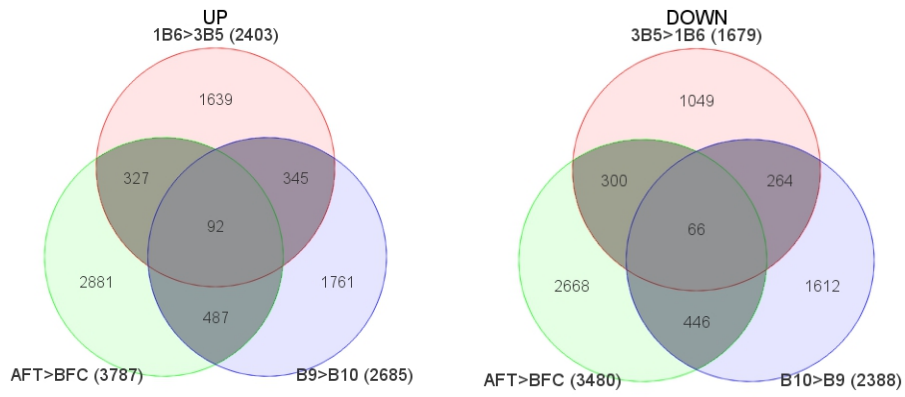 UP
1B6>3B5 (2403)
1639
327
345
92
2881
1761
487
AFT>BFC (3787)
B9>B10 (2685)
DOWN
3B5>1B6 (1679)
1049
300
264
66
2668
1612
446
AFT>BFC (3480)
B10>B9 (2388)